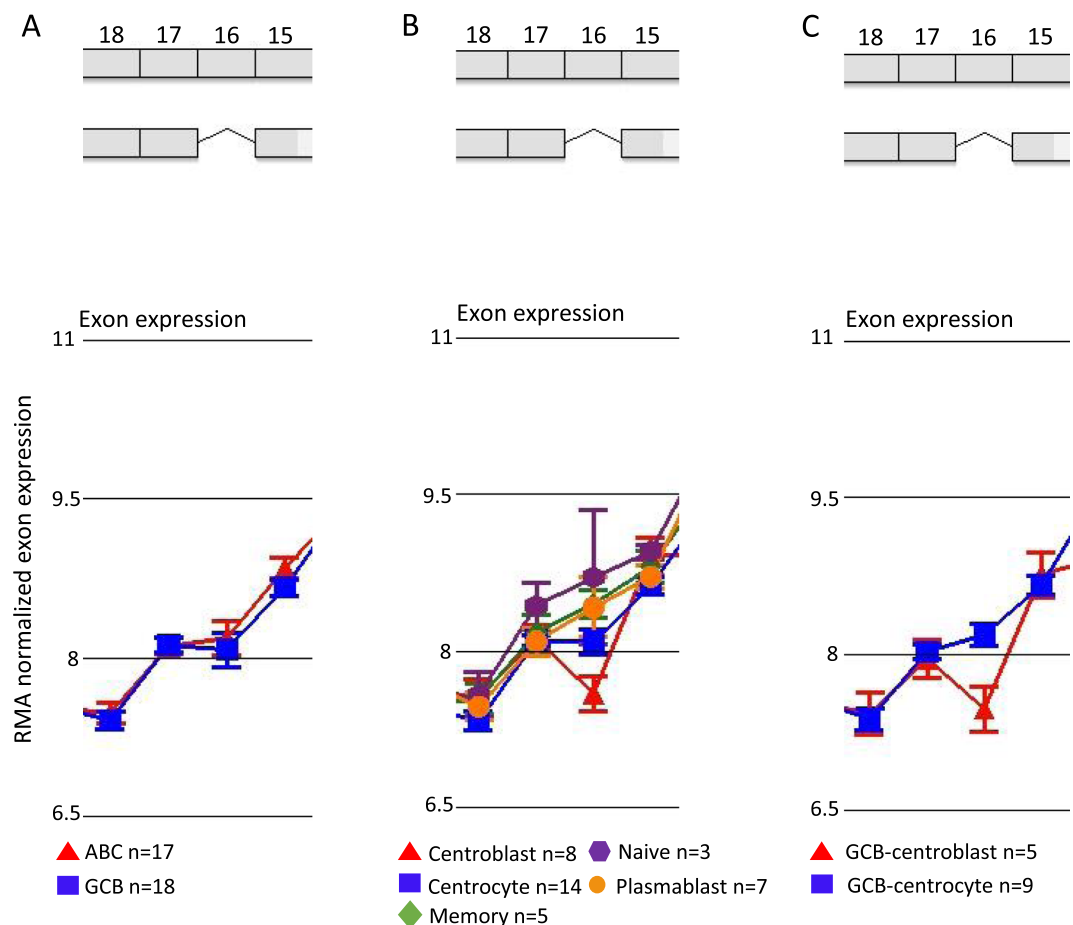 A
18 17 16 15
Exon expression
11
9.5
8
6.5
RMA normalized exon expression
ABC n=17
GCB n=18
B
18 17 16 15
Exon expression
11
9.5
8
6.5
Centroblast n=8
Naive n=3
Centrocyte n=14
Plasmablast n=7
Memory n=5
C
18 17 16 15
Exon expression
11
9.5
8
6.5
GCB-centroblast n=5
GCB-centrocyte n=9